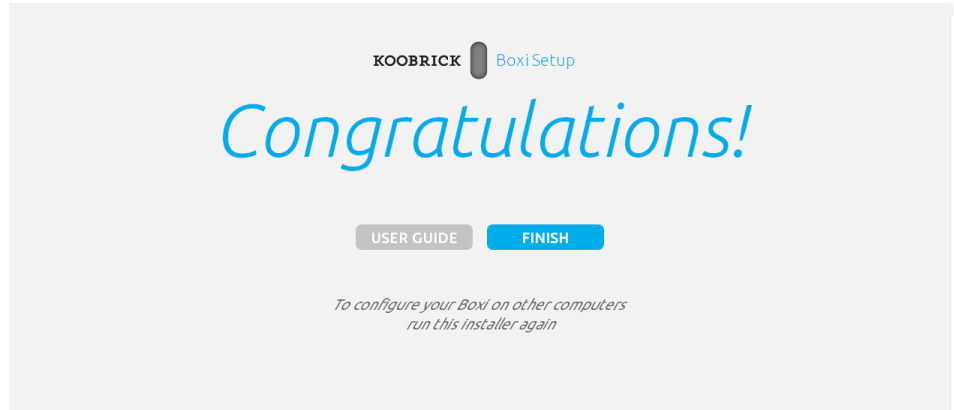 KOOBRICK Boxi Setup
Congratulations!
USER GUIDE FINISH
To configure your Boxi on other computers
run this installer again